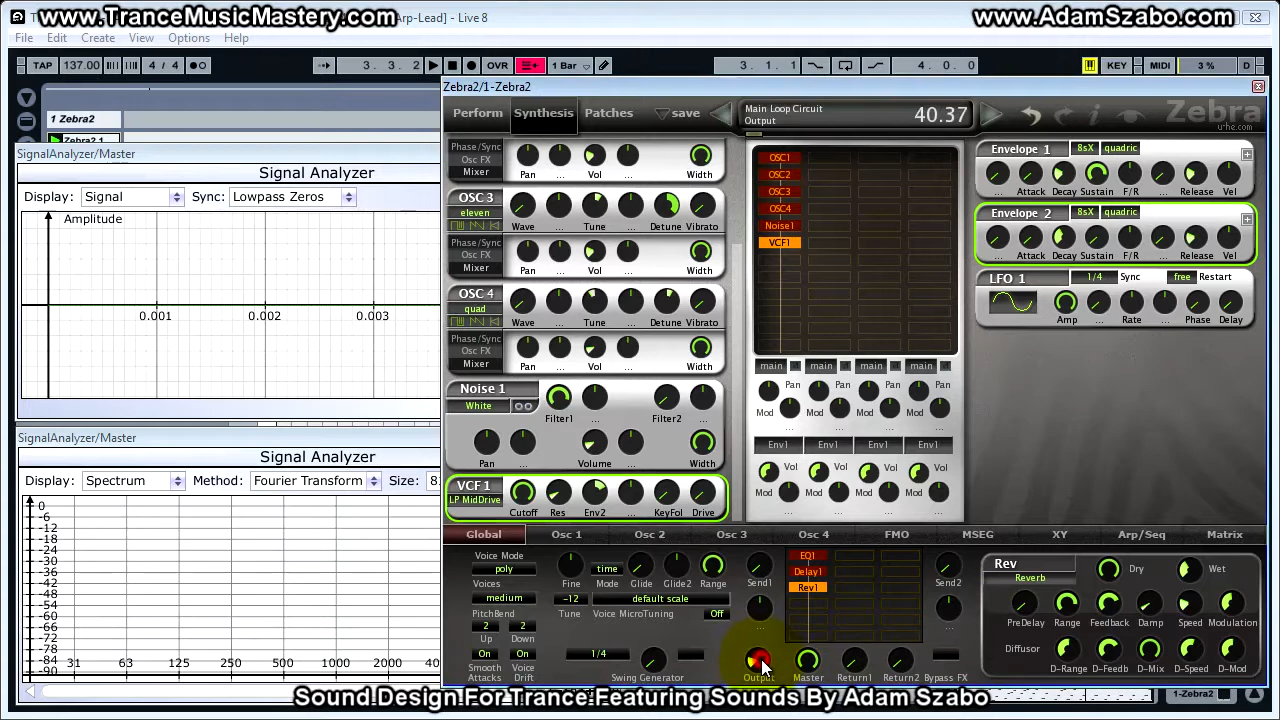 www.TranceMusicMastery.com
Arp-Lead] - Live 8
www.AdamSzabo.com
File Edit Create View Options Help
TAP 137.00 4 / 4 3. 3. 2 OVR 1 Bar 3. 1. 1 4. 0. 0 KEY MIDI 3 % D
Zebra2/1-Zebra2
1 Zebra2
Zebra2 1
Perform Synthesis Patches save
Main Loop Circuit
Output 40.37
Zebra
u-he.com
SignalAnalyzer/Master
Signal Analyzer
Display: Signal Sync: Lowpass Zeros
Amplitude
0.001 0.002 0.003
SignalAnalyzer/Master
Signal Analyzer
Display: Spectrum Method: Fourier Transform Size: 8
0
-6
-12
-18
-24
-30
-36
-42
-48
-54
-60
-66
-72
-78
-84
-90
31 63 125 250 500 1000 2000
Phase/Sync
Osc FX
Mixer
Pan ... Vol ... Width
OSC 3
eleven
Wave ... Tune ... Detune Vibrato
Phase/Sync
Osc FX
Mixer
Pan ... Vol ... Width
OSC 4
quad
Wave ... Tune ... Detune Vibrato
Phase/Sync
Osc FX
Mixer
Pan ... Vol ... Width
Noise 1
White
Filter1 ... Filter2 ...
Pan ... Volume ... Width
VCF 1
LP MidDrive
Cutoff Res Env2 ... KeyFol Drive
OSC1
OSC2
OSC3
OSC4
Noise1
VCF1
main main main main
Pan Pan Pan Pan
Mod Mod Mod Mod
...
Env1 Env1 Env1 Env1
Vol Vol Vol Vol
Mod Mod Mod Mod
...
Envelope 1 8sX quadric
Attack Decay Sustain F/R ... Release Vel
Envelope 2 8sX quadric
Attack Decay Sustain F/R ... Release Vel
LFO 1 1/4 Sync free Restart
Amp ... Rate ... Phase Delay
Global Osc 1 Osc 2 Osc 3 Osc 4 FMO MSEG XY Arp/Seq Matrix
Voice Mode
poly
Voices
medium
PitchBend
2 2
Up Down
On On
Smooth Attacks Voice Drift
Fine time Mode Glide Glide2 Range
-12 default scale
Tune Voice MicroTuning Off
1/4
Swing Generator
Send1
...
EQ1
Delay1
Rev1
Send2
...
Output Master Return1 Return2 Bypass FX
Rev
Reverb
Dry Wet
PreDelay Range Feedback Damp Speed Modulation
Diffusor
D-Range D-Feedb D-Mix D-Speed D-Mod
Sound Design For Trance Featuring Sounds By Adam Szabo
1-Zebra2